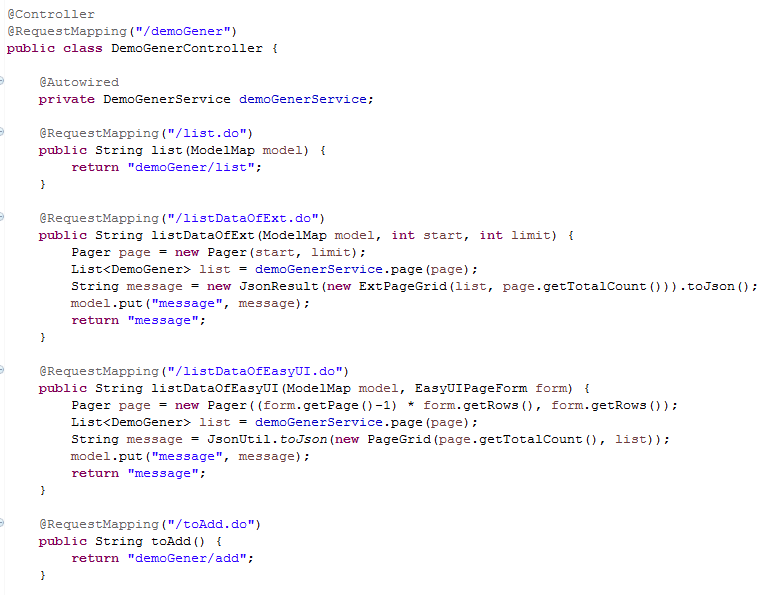 @Controller
@RequestMapping("/demoGener")
public class DemoGenerController {
@Autowired
private DemoGenerService demoGenerService;
@RequestMapping("/list.do")
public String list(ModelMap model) {
return "demoGener/list";
}
@RequestMapping("/listDataOfExt.do")
public String listDataOfExt(ModelMap model, int start, int limit) {
Pager page = new Pager(start, limit);
List<DemoGener> list = demoGenerService.page(page);
String message = new JsonResult(new ExtPageGrid(list, page.getTotalCount())).toJson();
model.put("message", message);
return "message";
}
@RequestMapping("/listDataOfEasyUI.do")
public String listDataOfEasyUI(ModelMap model, EasyUIPageForm form) {
Pager page = new Pager((form.getPage()-1) * form.getRows(), form.getRows());
List<DemoGener> list = demoGenerService.page(page);
String message = JsonUtil.toJson(new PageGrid(page.getTotalCount(), list));
model.put("message", message);
return "message";
}
@RequestMapping("/toAdd.do")
public String toAdd() {
return "demoGener/add";
}